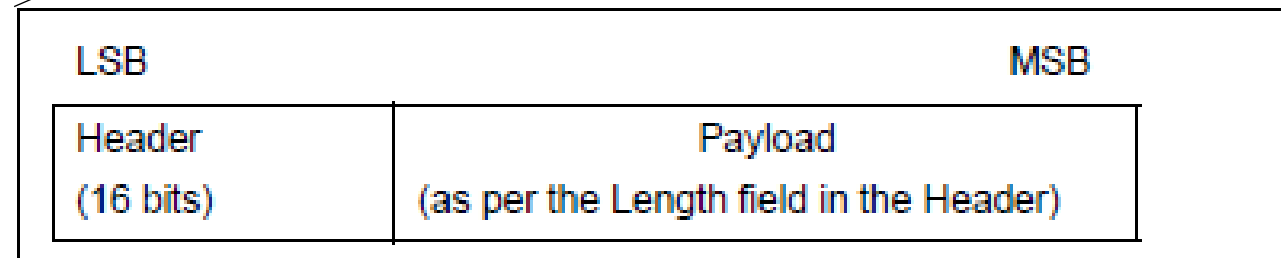 LSB MSB
Header Payload
(16 bits) (as per the Length field in the Header)